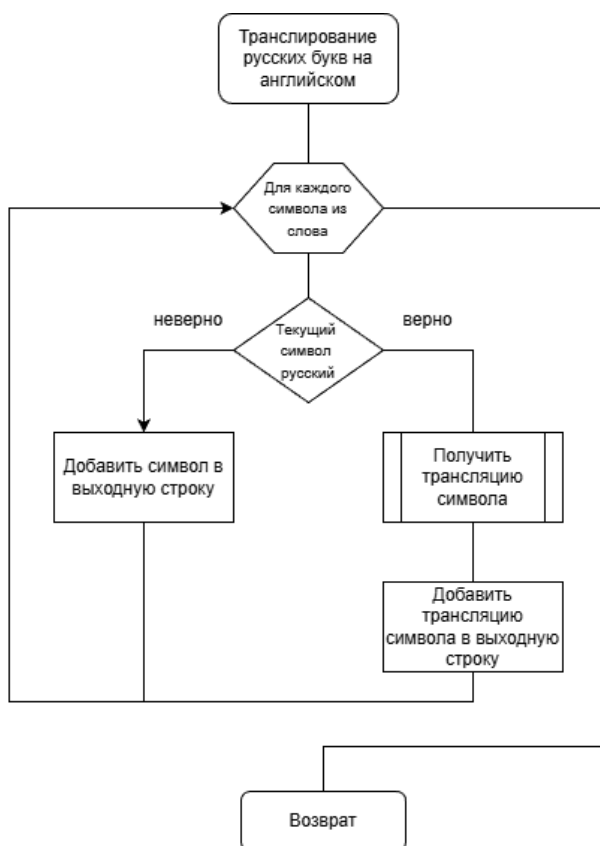 Транслирование
русских букв на
английском
Для каждого
символа из
слова
неверно
верно
Текущий
символ
русский
Добавить символ в
выходную строку
Получить
трансляцию
символа
Добавить
трансляцию
символа в выходную
строку
Возврат